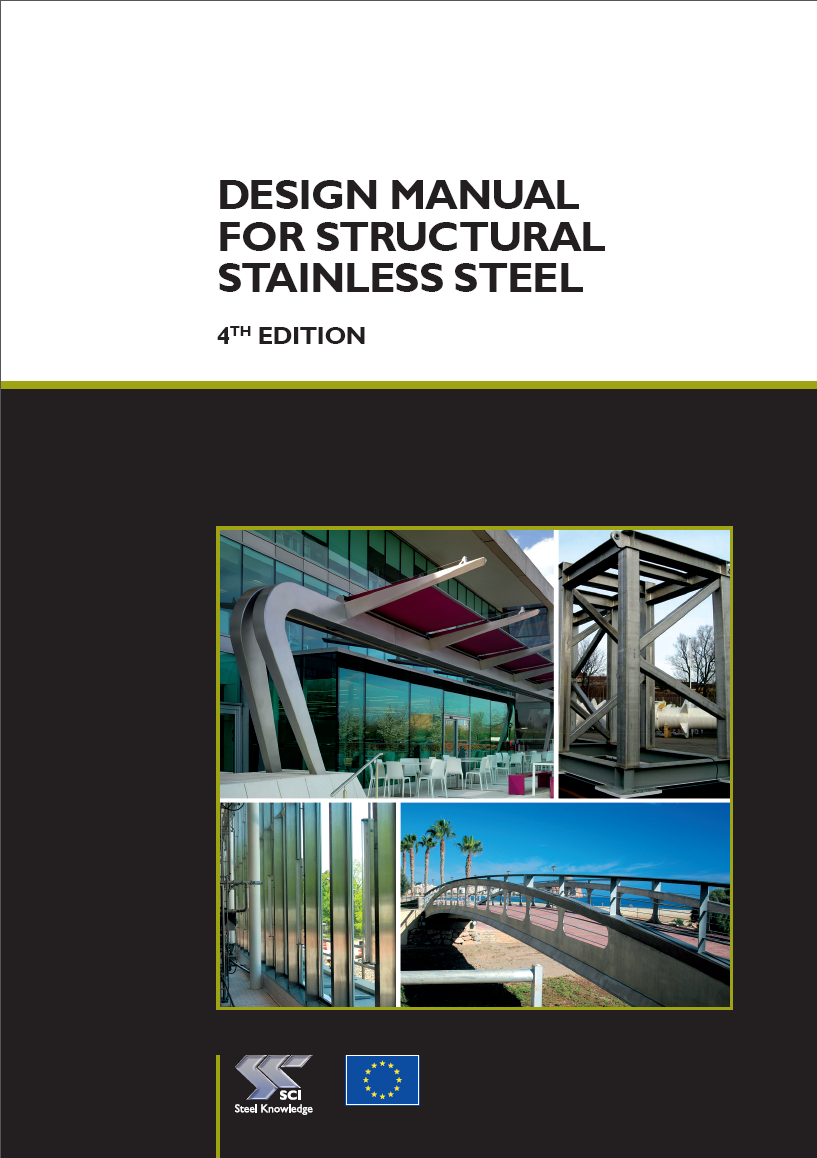 DESIGN MANUAL
FOR STRUCTURAL
STAINLESS STEEL
4TH EDITION
SCI
Steel Knowledge